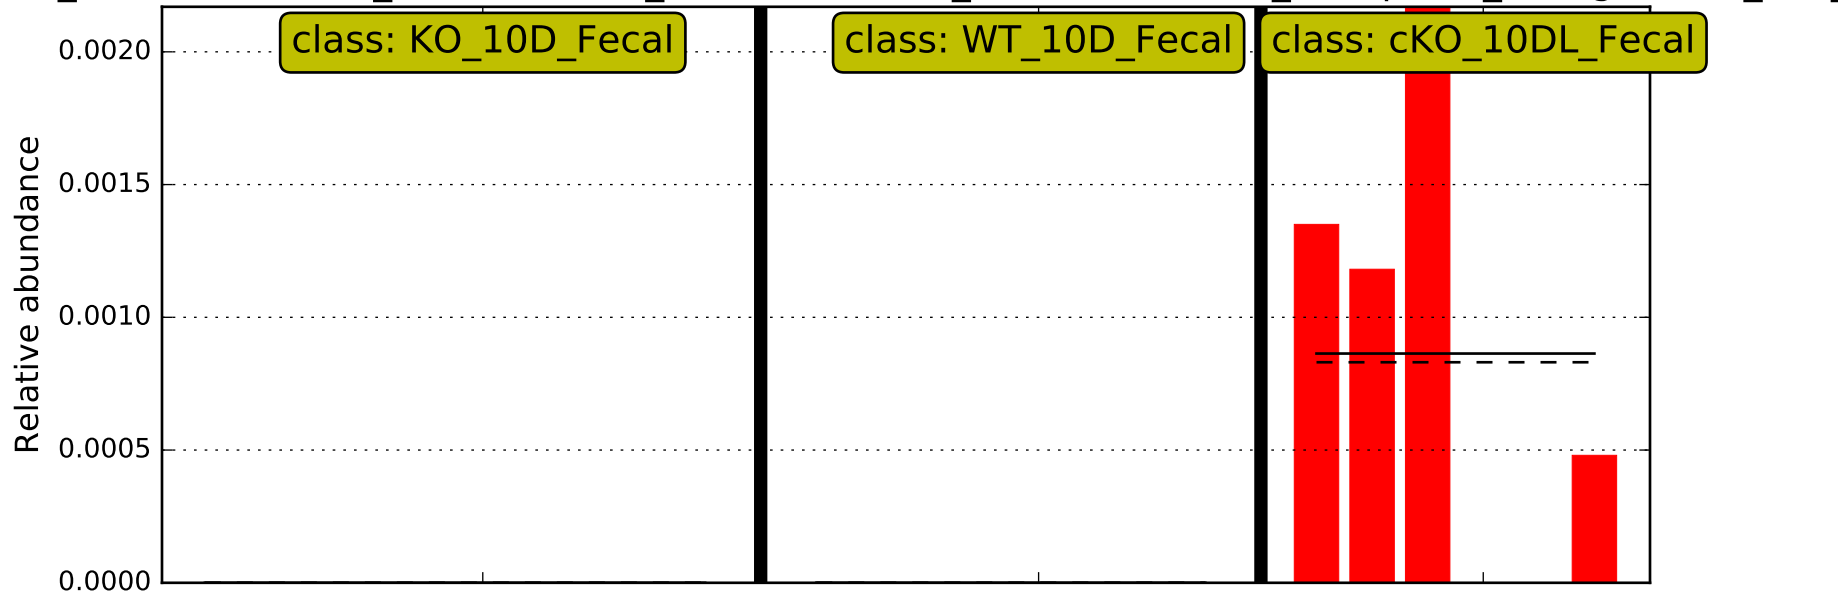 class: KO_10D_Fecal
class: WT_10D_Fecal
class: cKO_10DL_Fecal
0.0020
0.0015
0.0010
0.0005
0.0000
Relative abundance